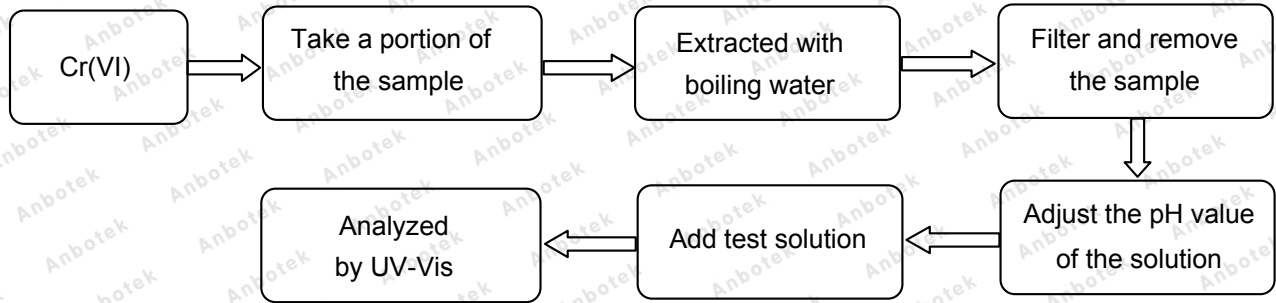 Cr(VI)
Take a portion of
the sample
Extracted with
boiling water
Filter and remove
the sample
Adjust the pH value
of the solution
Add test solution
Analyzed
by UV-Vis
Anbotek